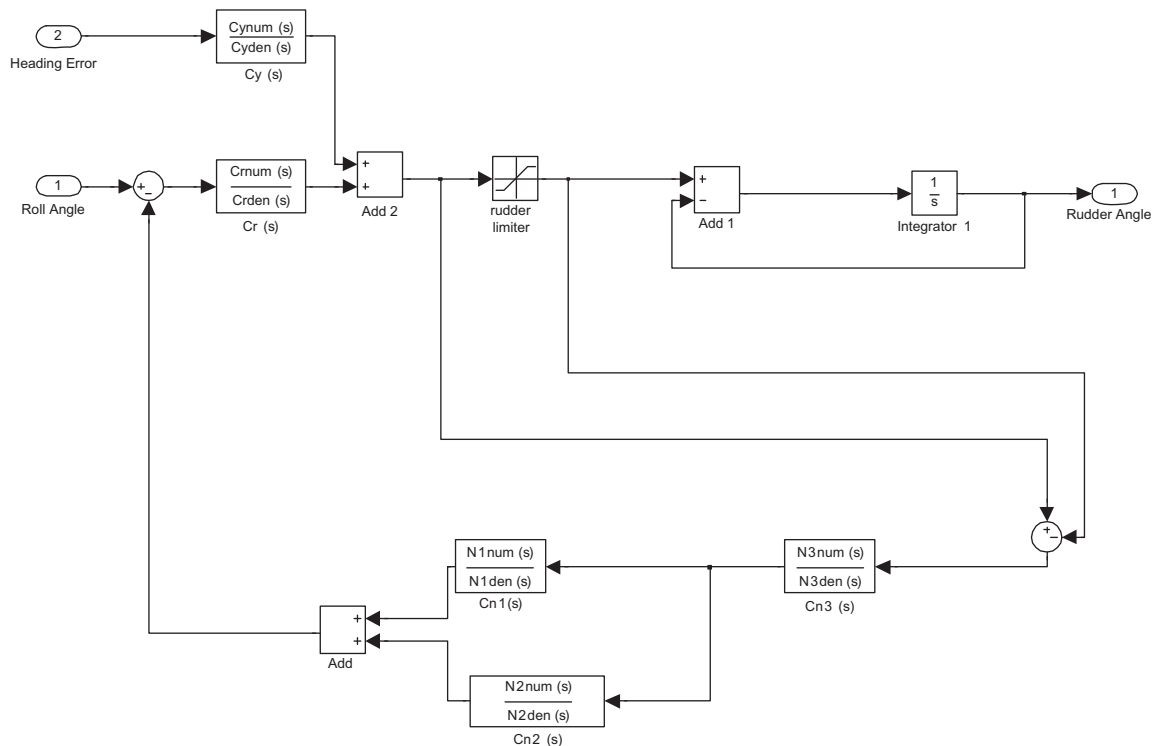 2
Heading Error
Cynum (s)
Cyden (s)
Cy (s)
1
Roll Angle
+
−
Crnum (s)
Crden (s)
Cr (s)
+
+
Add 2
rudder
limiter
+
−
Add 1
1
s
Integrator 1
1
Rudder Angle
+
−
N3num (s)
N3den (s)
Cn3 (s)
N1num (s)
N1den (s)
Cn1(s)
+
+
Add
N2num (s)
N2den (s)
Cn2 (s)